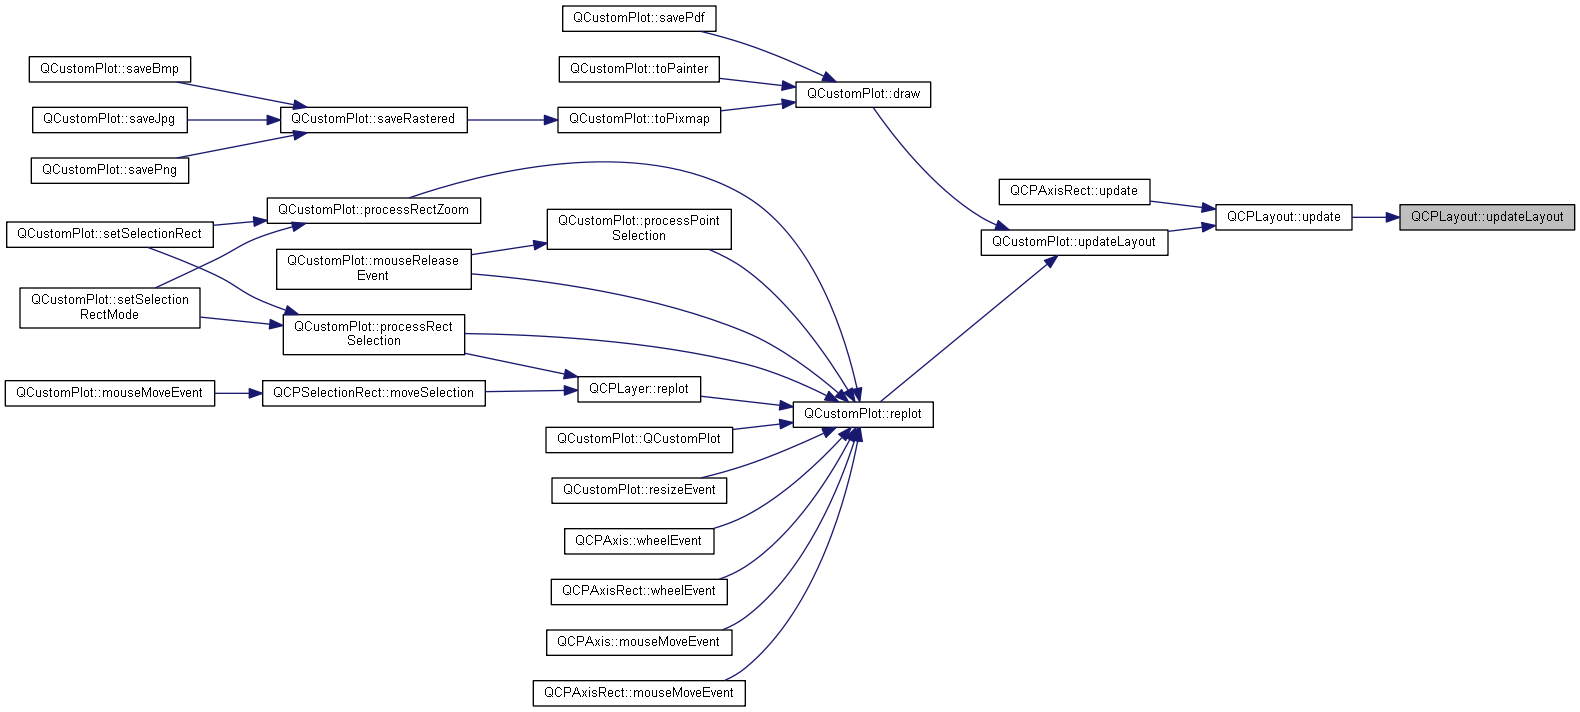 QCustomPlot::savePdf
QCustomPlot::saveBmp
QCustomPlot::toPainter
QCustomPlot::draw
QCustomPlot::saveJpg
QCustomPlot::saveRastered
QCustomPlot::toPixmap
QCustomPlot::savePng
QCPAxisRect::update
QCustomPlot::processRectZoom
QCPLayout::update
QCPLayout::updateLayout
QCustomPlot::setSelectionRect
QCustomPlot::processPoint
Selection
QCustomPlot::updateLayout
QCustomPlot::mouseRelease
Event
QCustomPlot::setSelection
RectMode
QCustomPlot::processRect
Selection
QCustomPlot::mouseMoveEvent
QCPSelectionRect::moveSelection
QCPLayer::replot
QCustomPlot::replot
QCustomPlot::QCustomPlot
QCustomPlot::resizeEvent
QCPAxis::wheelEvent
QCPAxisRect::wheelEvent
QCPAxis::mouseMoveEvent
QCPAxisRect::mouseMoveEvent